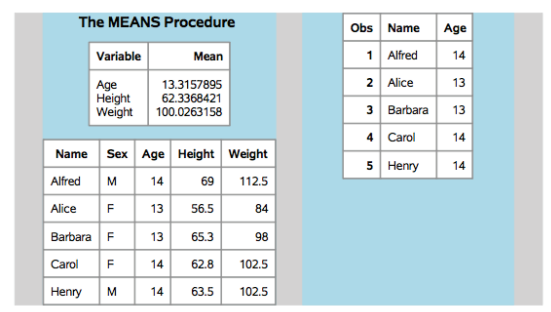 The MEANS Procedure
Variable Mean
Age 13.3157895
Height 62.3368421
Weight 100.0263158
Name Sex Age Height Weight
Alfred M 14 69 112.5
Alice F 13 56.5 84
Barbara F 13 65.3 98
Carol F 14 62.8 102.5
Henry M 14 63.5 102.5
Obs Name Age
1 Alfred 14
2 Alice 13
3 Barbara 13
4 Carol 14
5 Henry 14